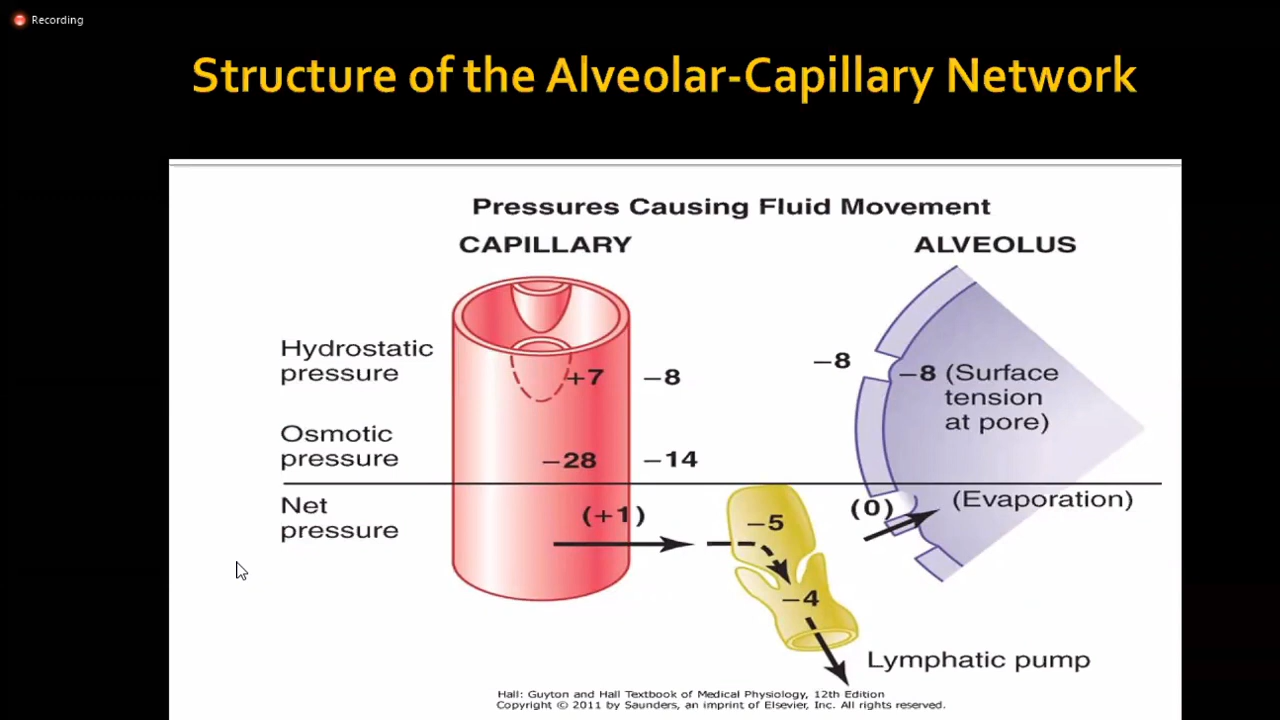 Recording
Structure of the Alveolar-Capillary Network
Pressures Causing Fluid Movement
CAPILLARY
ALVEOLUS
Hydrostatic
pressure
+7
−8
−8
−8 (Surface
tension
at pore)
Osmotic
pressure
−28
−14
Net
pressure
(+1)
−5
−4
(0)
(Evaporation)
Lymphatic pump
Hall: Guyton and Hall Textbook of Medical Physiology, 12th Edition
Copyright © 2011 by Saunders, an imprint of Elsevier, Inc. All rights reserved.